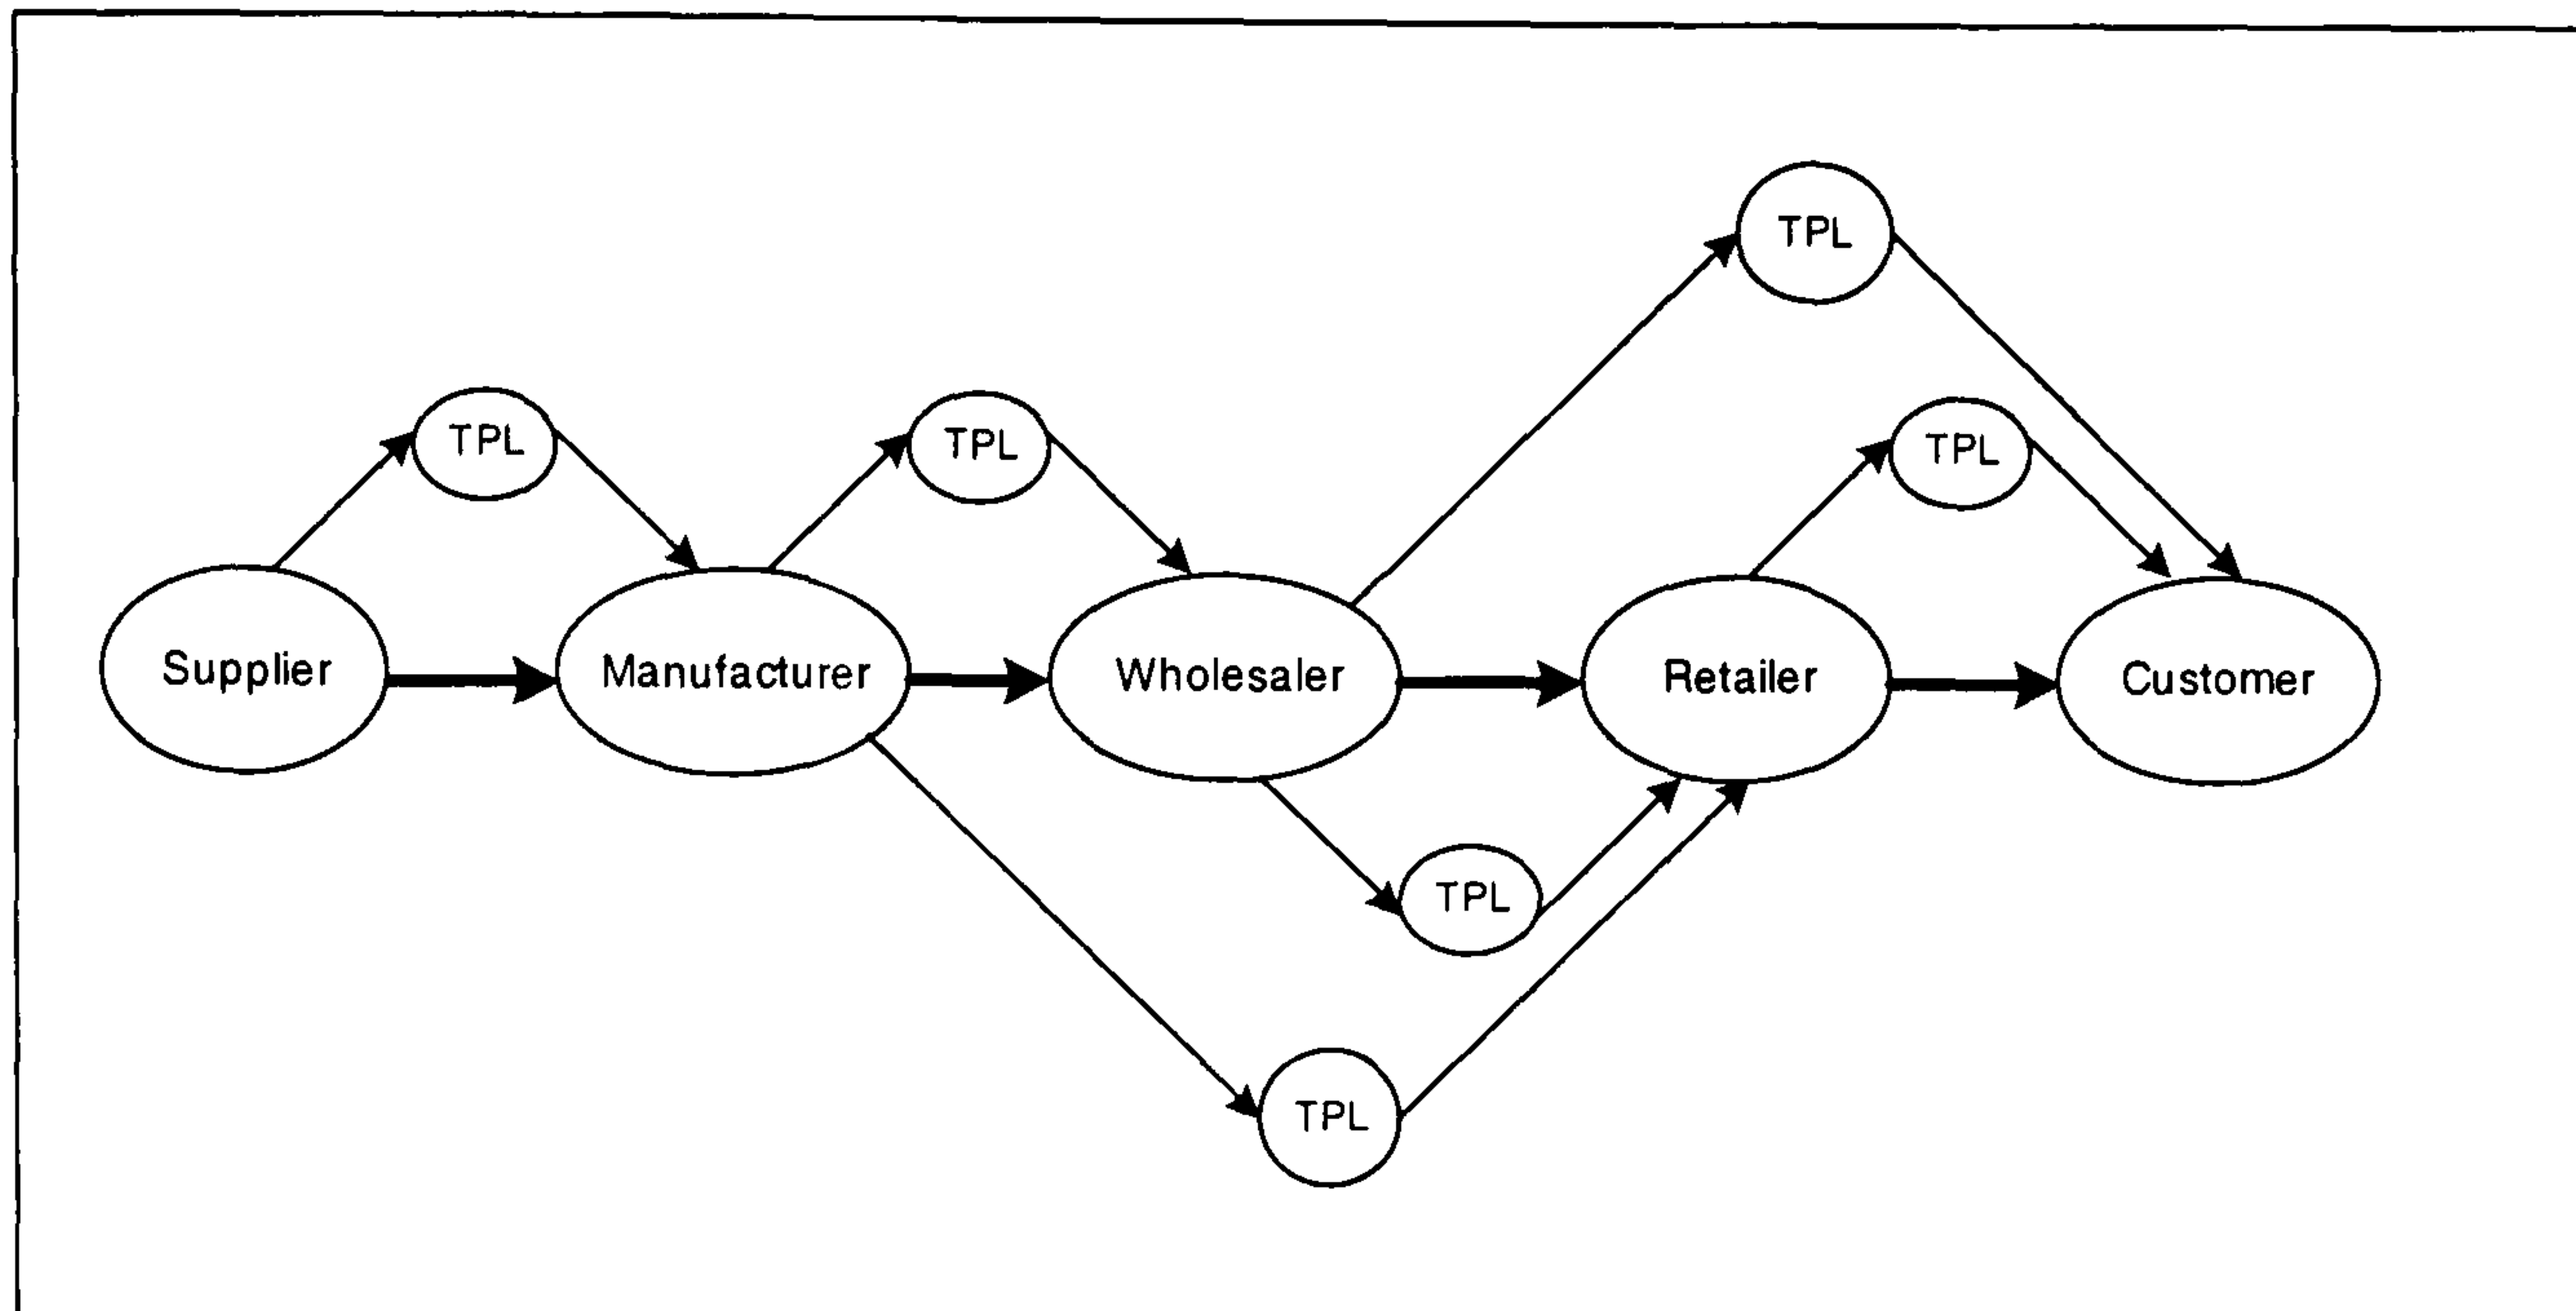 TPL
TPL
TPL
TPL
Supplier
Manufacturer
Wholesaler
Retailer
Customer
TPL
TPL